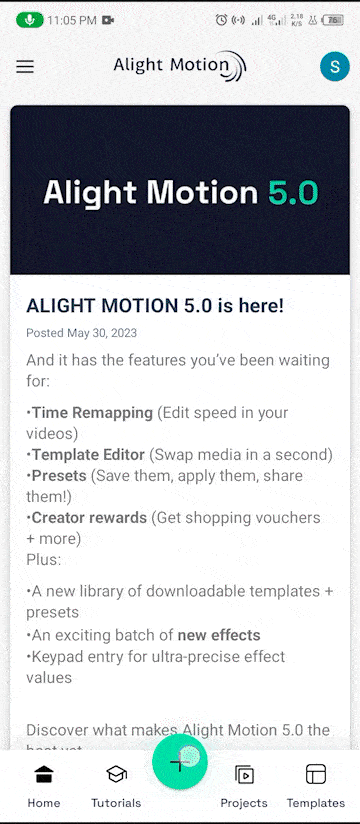 11:05 PM 4G 2.18 K/S 76
Alight Motion S
Alight Motion 5.0
ALIGHT MOTION 5.0 is here!
Posted May 30, 2023
And it has the features you’ve been waiting
for:
•Time Remapping (Edit speed in your
videos)
•Template Editor (Swap media in a second)
•Presets (Save them, apply them, share
them!)
•Creator rewards (Get shopping vouchers
+ more)
Plus:
•A new library of downloadable templates +
presets
•An exciting batch of new effects
•Keypad entry for ultra-precise effect
values
Discover what makes Alight Motion 5.0 the
Home Tutorials Projects Templates